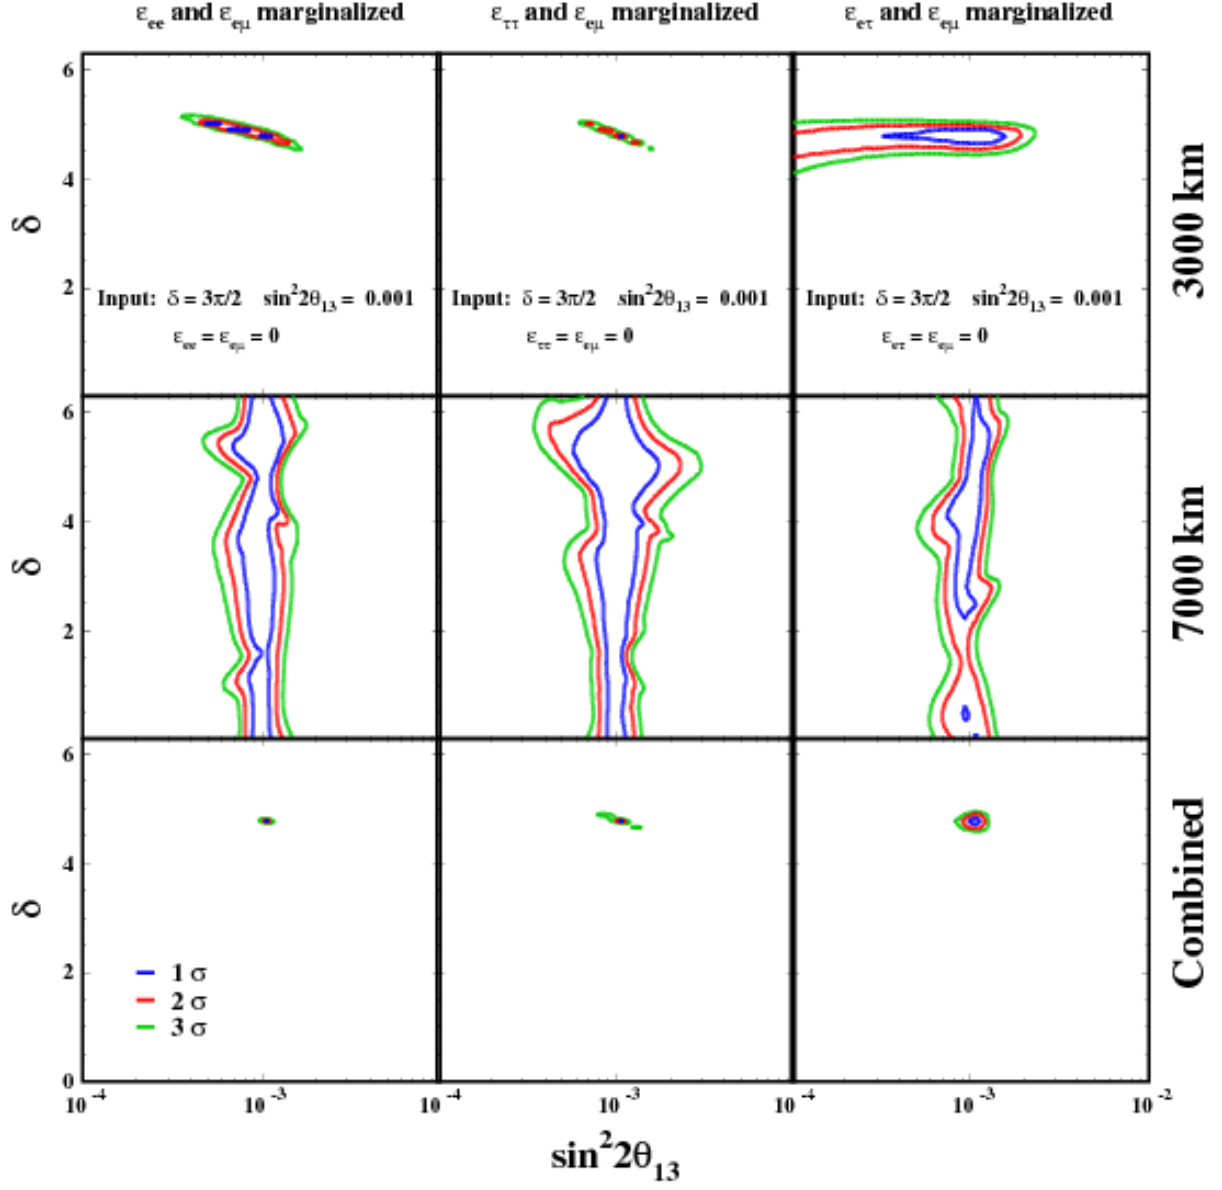 ε_ee and ε_eμ marginalized
ε_ττ and ε_eμ marginalized
ε_eτ and ε_eμ marginalized
6
4
2
δ
Input: δ = 3π/2 sin²2θ₁₃ = 0.001
ε_ee = ε_eμ = 0
Input: δ = 3π/2 sin²2θ₁₃ = 0.001
ε_ττ = ε_eμ = 0
Input: δ = 3π/2 sin²2θ₁₃ = 0.001
ε_eτ = ε_eμ = 0
3000 km
6
4
2
δ
7000 km
6
4
2
0
δ
1 σ
2 σ
3 σ
Combined
10⁻⁴ 10⁻³ 10⁻⁴ 10⁻³ 10⁻⁴ 10⁻³ 10⁻²
sin²2θ₁₃